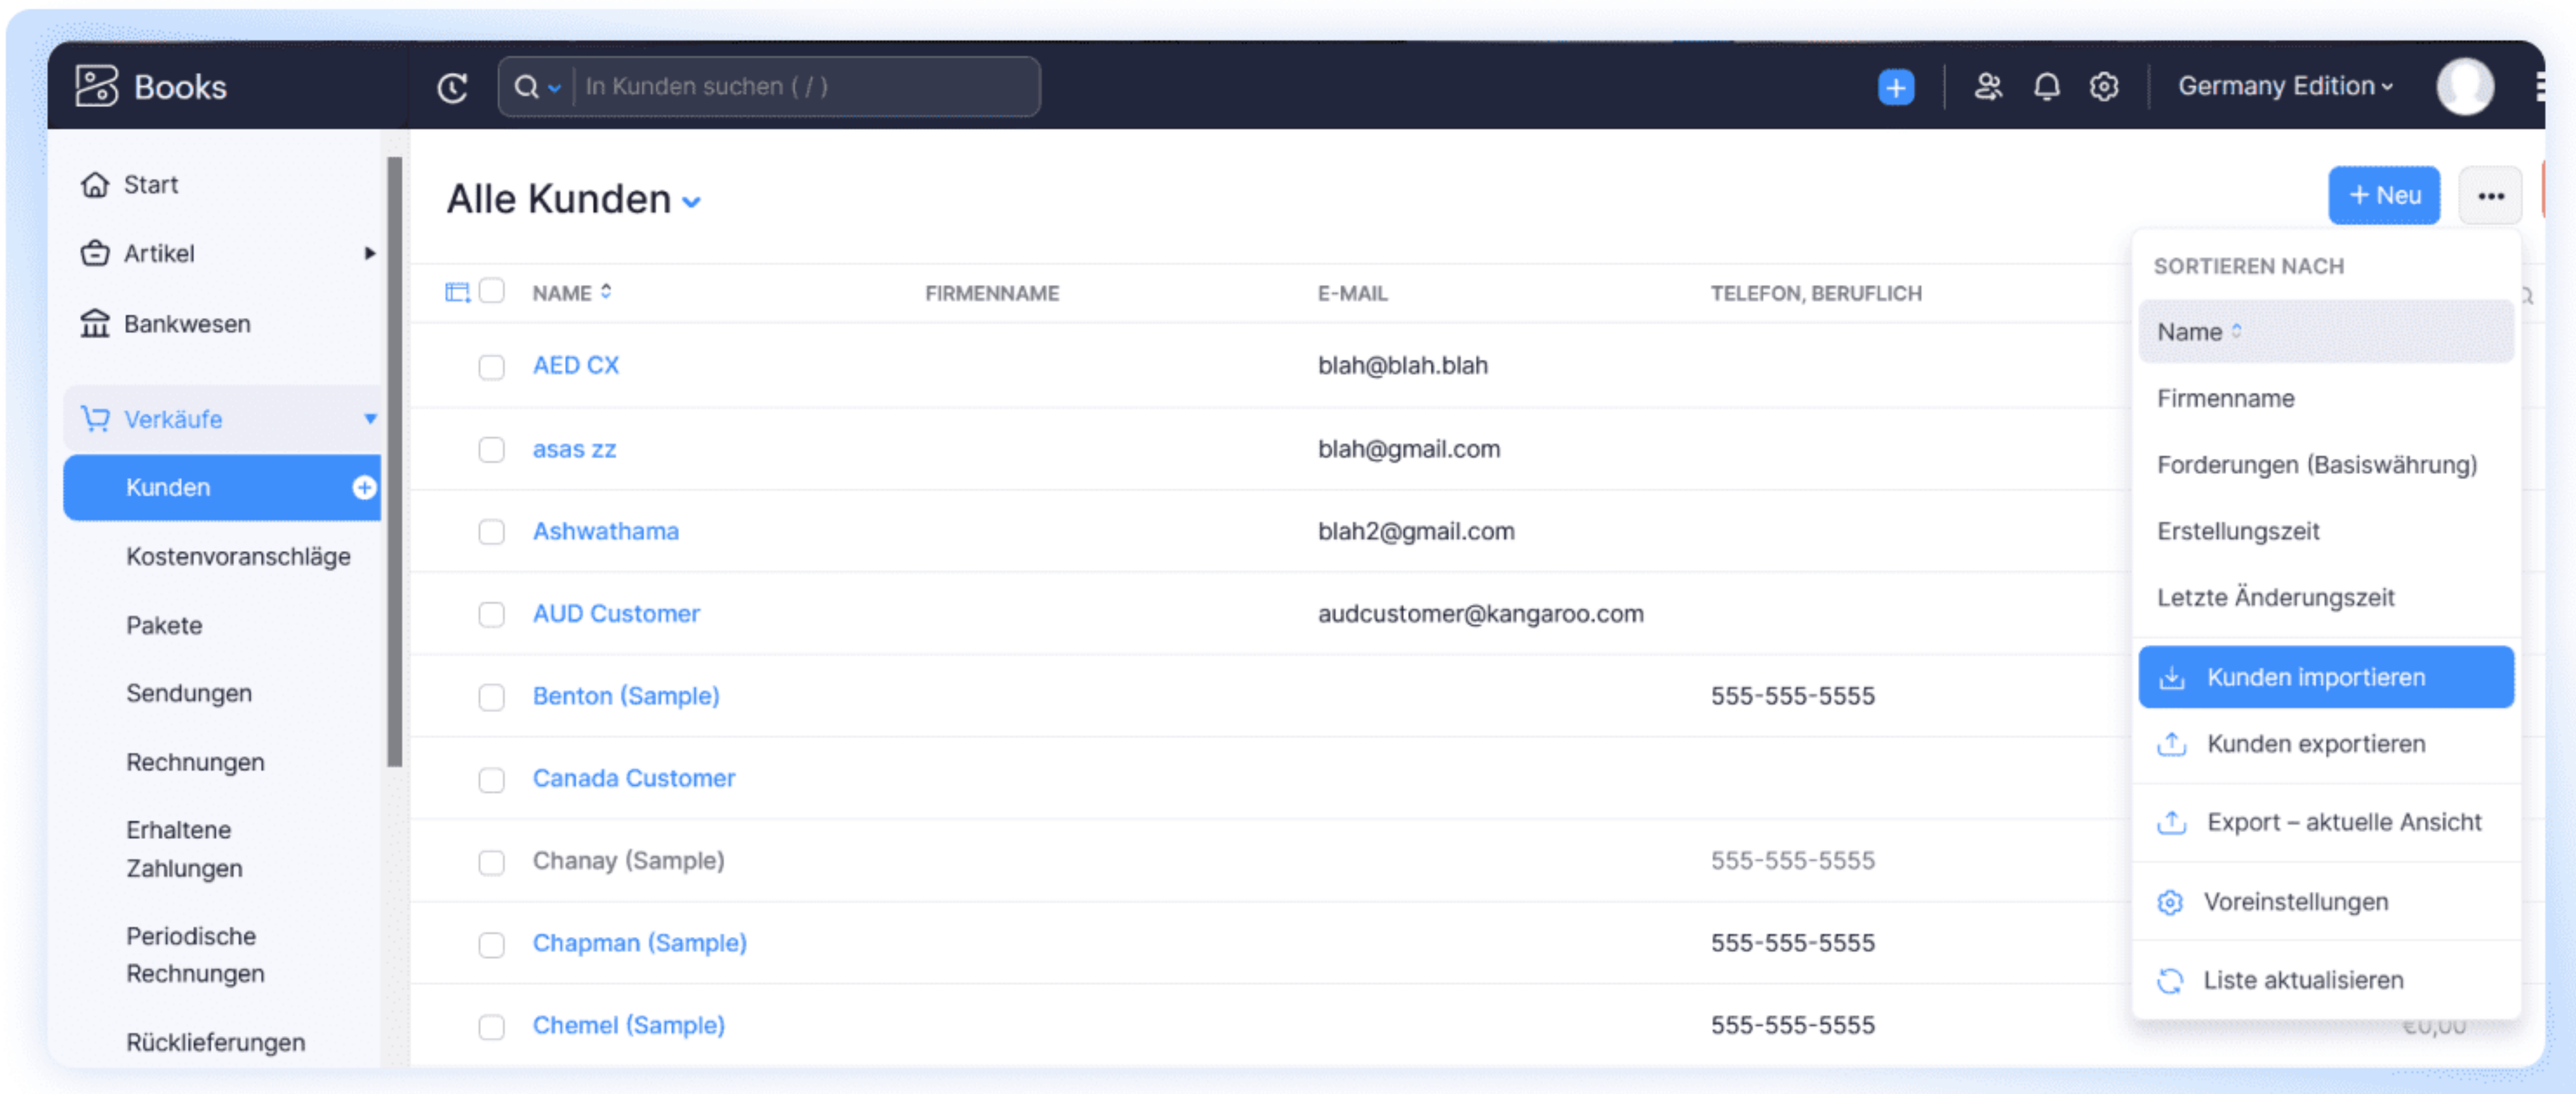 Books
In Kunden suchen ( / )
Germany Edition
Start
Artikel
Bankwesen
Verkäufe
Kunden
Kostenvoranschläge
Pakete
Sendungen
Rechnungen
Erhaltene
Zahlungen
Periodische
Rechnungen
Rücklieferungen
Alle Kunden
+ Neu
NAME FIRMENNAME E-MAIL TELEFON, BERUFLICH
AED CX blah@blah.blah
asas zz blah@gmail.com
Ashwathama blah2@gmail.com
AUD Customer audcustomer@kangaroo.com
Benton (Sample) 555-555-5555
Canada Customer
Chanay (Sample) 555-555-5555
Chapman (Sample) 555-555-5555
Chemel (Sample) 555-555-5555 €0,00
SORTIEREN NACH
Name
Firmenname
Forderungen (Basiswährung)
Erstellungszeit
Letzte Änderungszeit
Kunden importieren
Kunden exportieren
Export – aktuelle Ansicht
Voreinstellungen
Liste aktualisieren